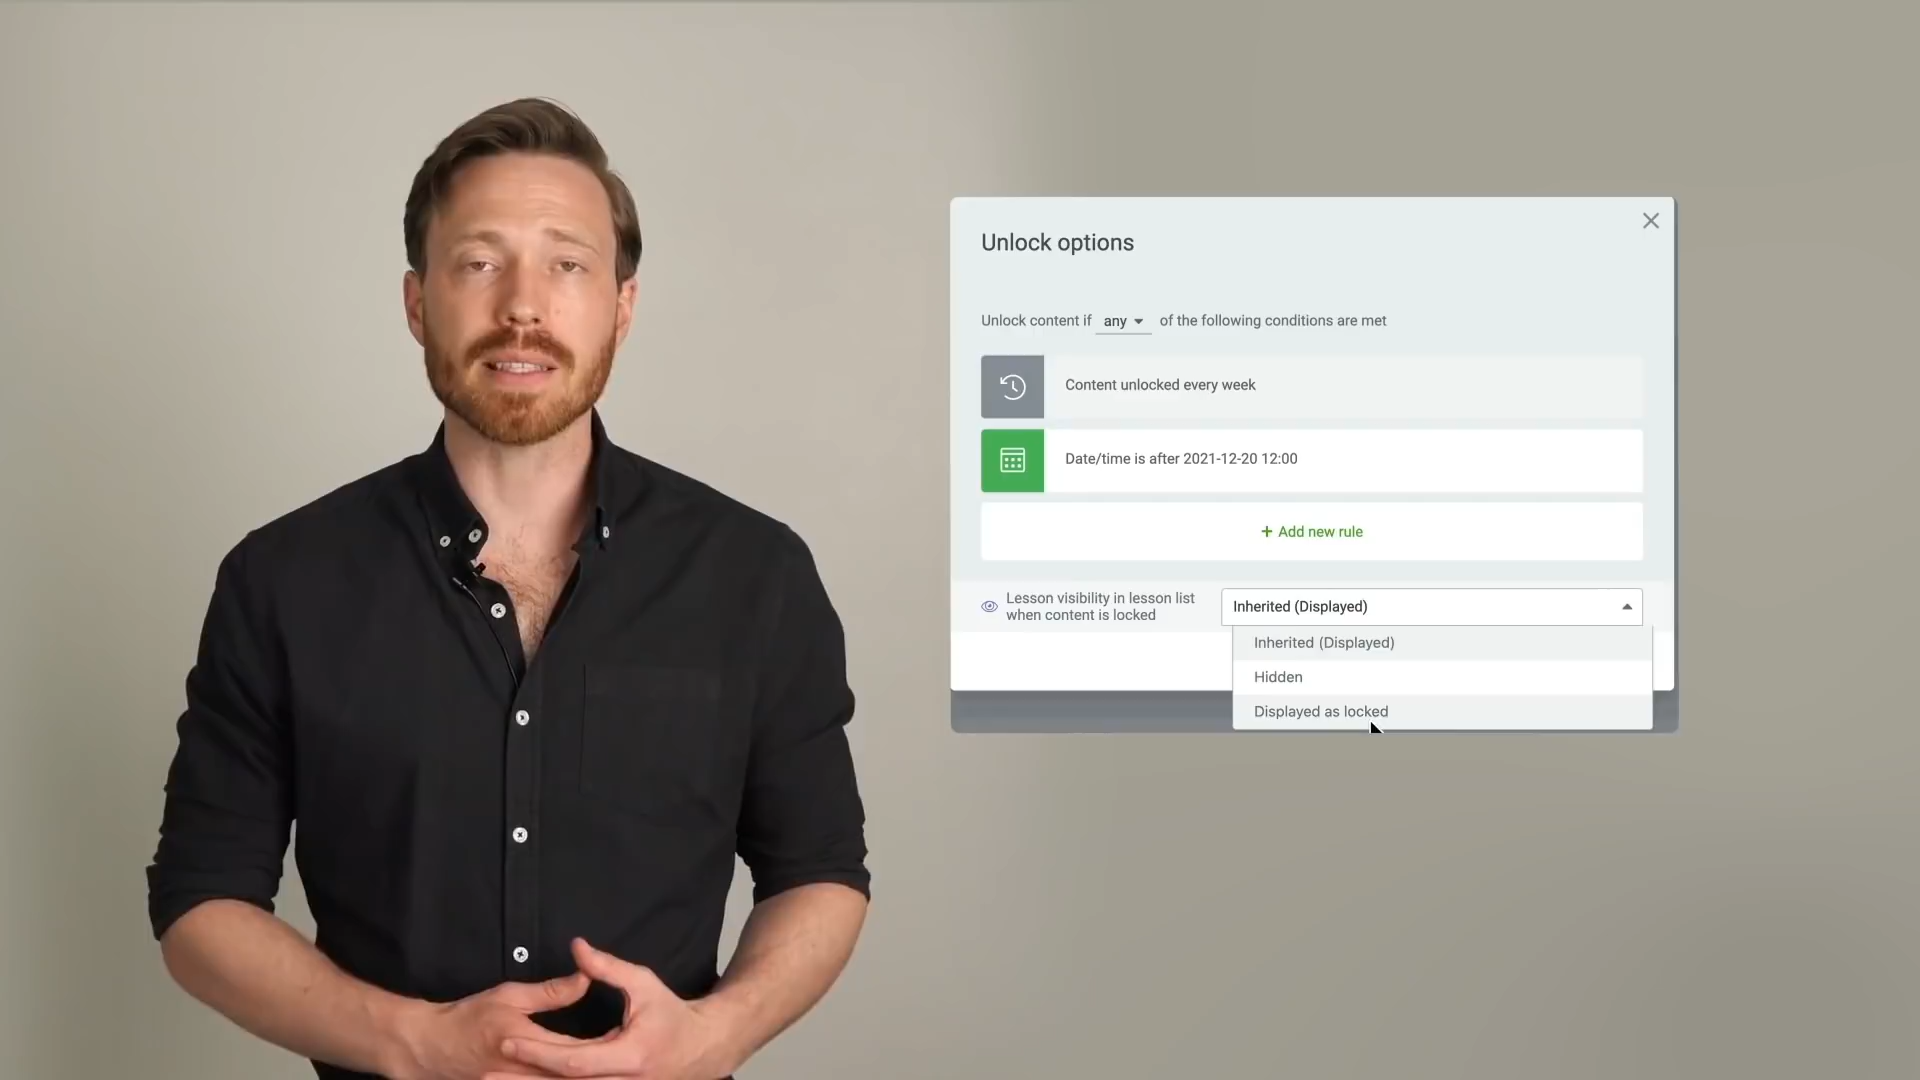 Unlock options
Unlock content if any of the following conditions are met
Content unlocked every week
Date/time is after 2021-12-20 12:00
+ Add new rule
Lesson visibility in lesson list
when content is locked
Inherited (Displayed)
Inherited (Displayed)
Hidden
Displayed as locked